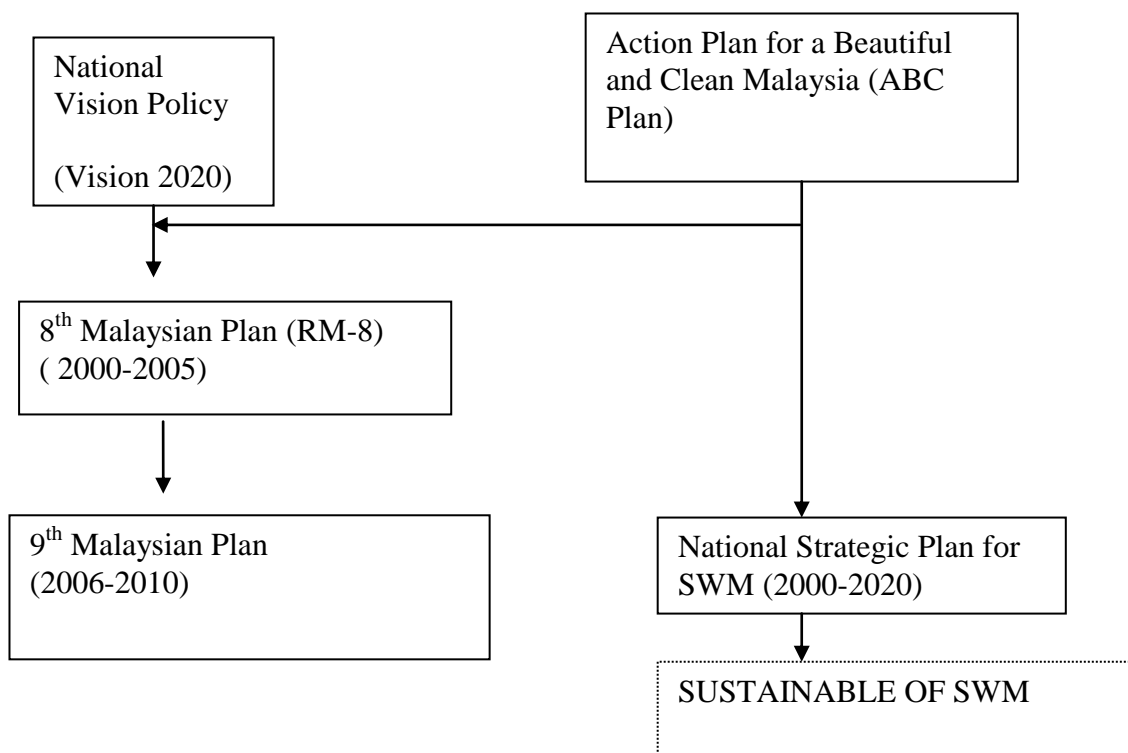 National
Vision Policy
(Vision 2020)
Action Plan for a Beautiful
and Clean Malaysia (ABC
Plan)
8th Malaysian Plan (RM-8)
( 2000-2005)
9th Malaysian Plan
(2006-2010)
National Strategic Plan for
SWM (2000-2020)
SUSTAINABLE OF SWM